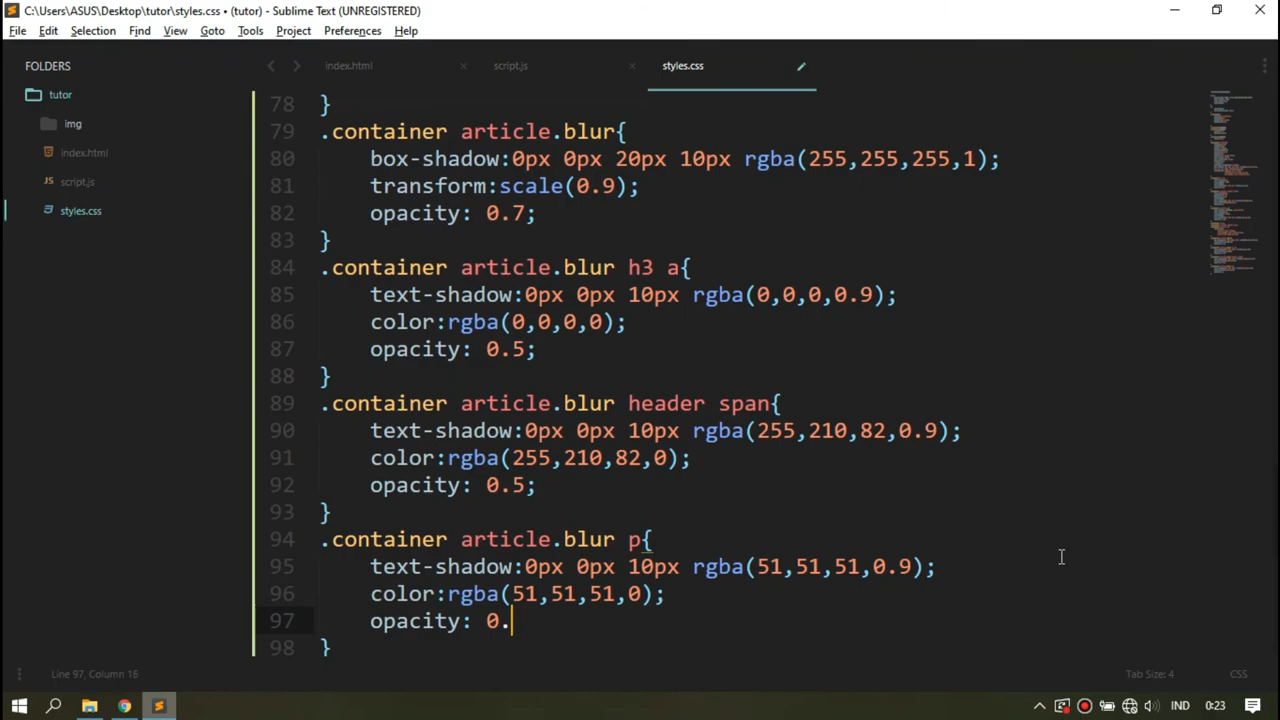 C:\Users\ASUS\Desktop\tutor\styles.css • (tutor) - Sublime Text (UNREGISTERED)
File Edit Selection Find View Goto Tools Project Preferences Help
FOLDERS
tutor
img
index.html
script.js
styles.css
index.html script.js styles.css
78 }
79 .container article.blur{
80 box-shadow:0px 0px 20px 10px rgba(255,255,255,1);
81 transform:scale(0.9);
82 opacity: 0.7;
83 }
84 .container article.blur h3 a{
85 text-shadow:0px 0px 10px rgba(0,0,0,0.9);
86 color:rgba(0,0,0,0);
87 opacity: 0.5;
88 }
89 .container article.blur header span{
90 text-shadow:0px 0px 10px rgba(255,210,82,0.9);
91 color:rgba(255,210,82,0);
92 opacity: 0.5;
93 }
94 .container article.blur p{
95 text-shadow:0px 0px 10px rgba(51,51,51,0.9);
96 color:rgba(51,51,51,0);
97 opacity: 0.
98 }
Line 97, Column 16 Tab Size: 4 CSS
IND 0:23